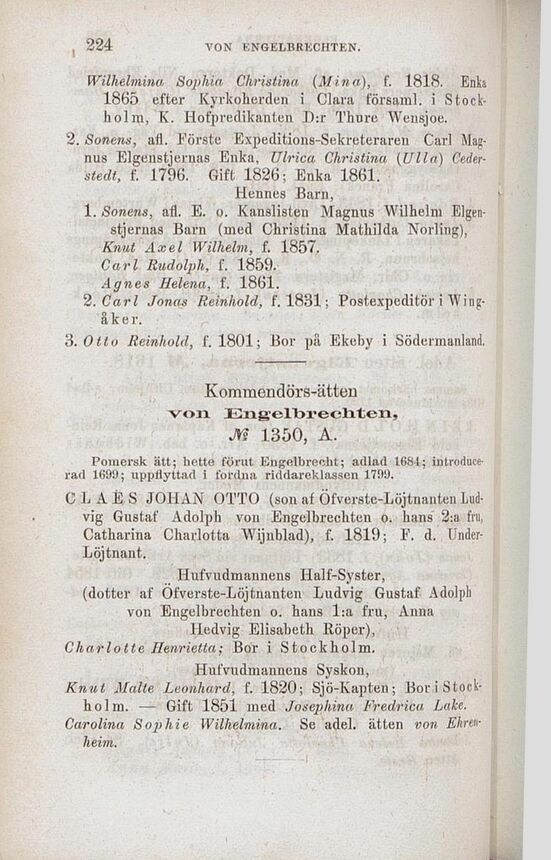 224 VON ENGELBRECHTEN.
Wilhelmina Sophia Christina (Mina), f. 1818. Enka
1865 efter Kyrkoherden i Clara församl. i Stock-
holm, K. Hofpredikanten D:r Thure Wensjoe.
2. Sonens, afl. Förste Expeditions-Sekreteraren Carl Mag-
nus Elgenstjernas Enka, Ulrica Christina (Ulla) Ceder-
stedt, f. 1796. Gift 1826; Enka 1861.
Hennes Barn,
1. Sonens, afl. E. o. Kanslisten Magnus Wilhelm Elgen-
stjernas Barn (med Christina Mathilda Norling),
Knut Axel Wilhelm, f. 1857.
Carl Rudolph, f. 1859.
Agnes Helena, f. 1861.
2. Carl Jonas Reinhold, f. 1831; Postexpeditör i Wing-
åker.
3. Otto Reinhold, f. 1801; Bor på Ekeby i Södermanland.
Kommendörs-ätten
von Engelbrechten,
№ 1350, A.
Pomersk ätt; hette förut Engelbrecht; adlad 1684; introduce-
rad 1699; uppflyttad i fordna riddareklassen 1799.
CLAËS JOHAN OTTO (son af Öfverste-Löjtnanten Lud-
vig Gustaf Adolph von Engelbrechten o. hans 2:a fru,
Catharina Charlotta Wijnblad), f. 1819; F. d. Under-
Löjtnant.
Hufvudmannens Half-Syster,
(dotter af Öfverste-Löjtnanten Ludvig Gustaf Adolph
von Engelbrechten o. hans 1:a fru, Anna
Hedvig Elisabeth Röper),
Charlotte Henrietta; Bor i Stockholm.
Hufvudmannens Syskon,
Knut Malte Leonhard, f. 1820; Sjö-Kapten; Bor i Stock-
holm. — Gift 1851 med Josephina Fredrica Lake.
Carolina Sophie Wilhelmina. Se adel. ätten von Ehren-
heim.